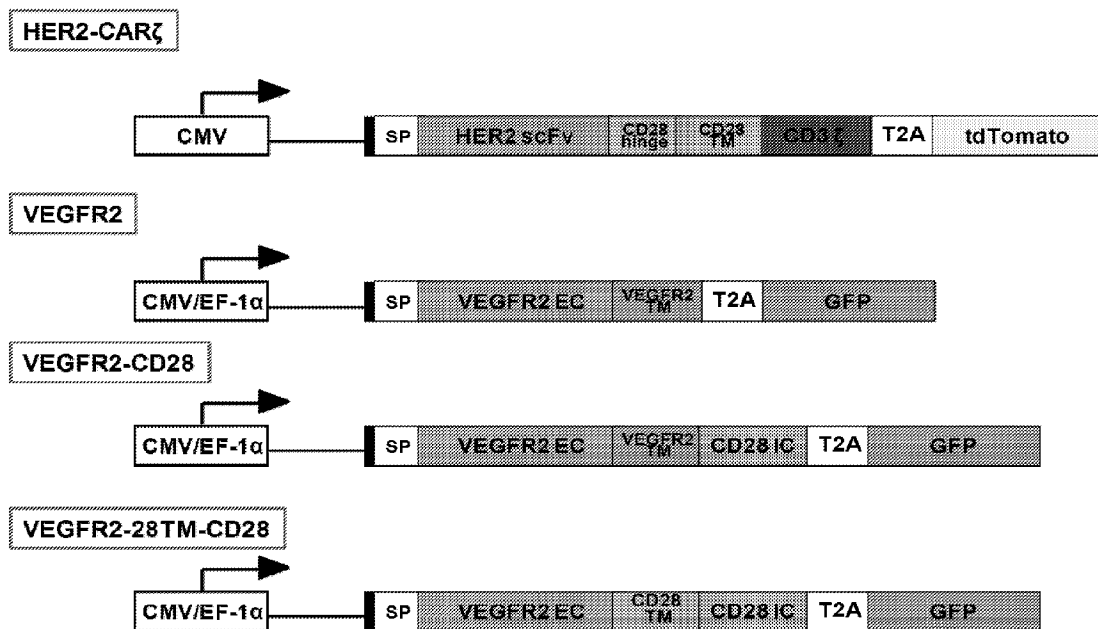 HER2-CARζ
CMV SP HER2 scFv CD28 hinge CD28 TM CD3 ζ T2A tdTomato
VEGFR2
CMV/EF-1α SP VEGFR2 EC VEGFR2 TM T2A GFP
VEGFR2-CD28
CMV/EF-1α SP VEGFR2 EC VEGFR2 TM CD28 IC T2A GFP
VEGFR2-28TM-CD28
CMV/EF-1α SP VEGFR2 EC CD28 TM CD28 IC T2A GFP